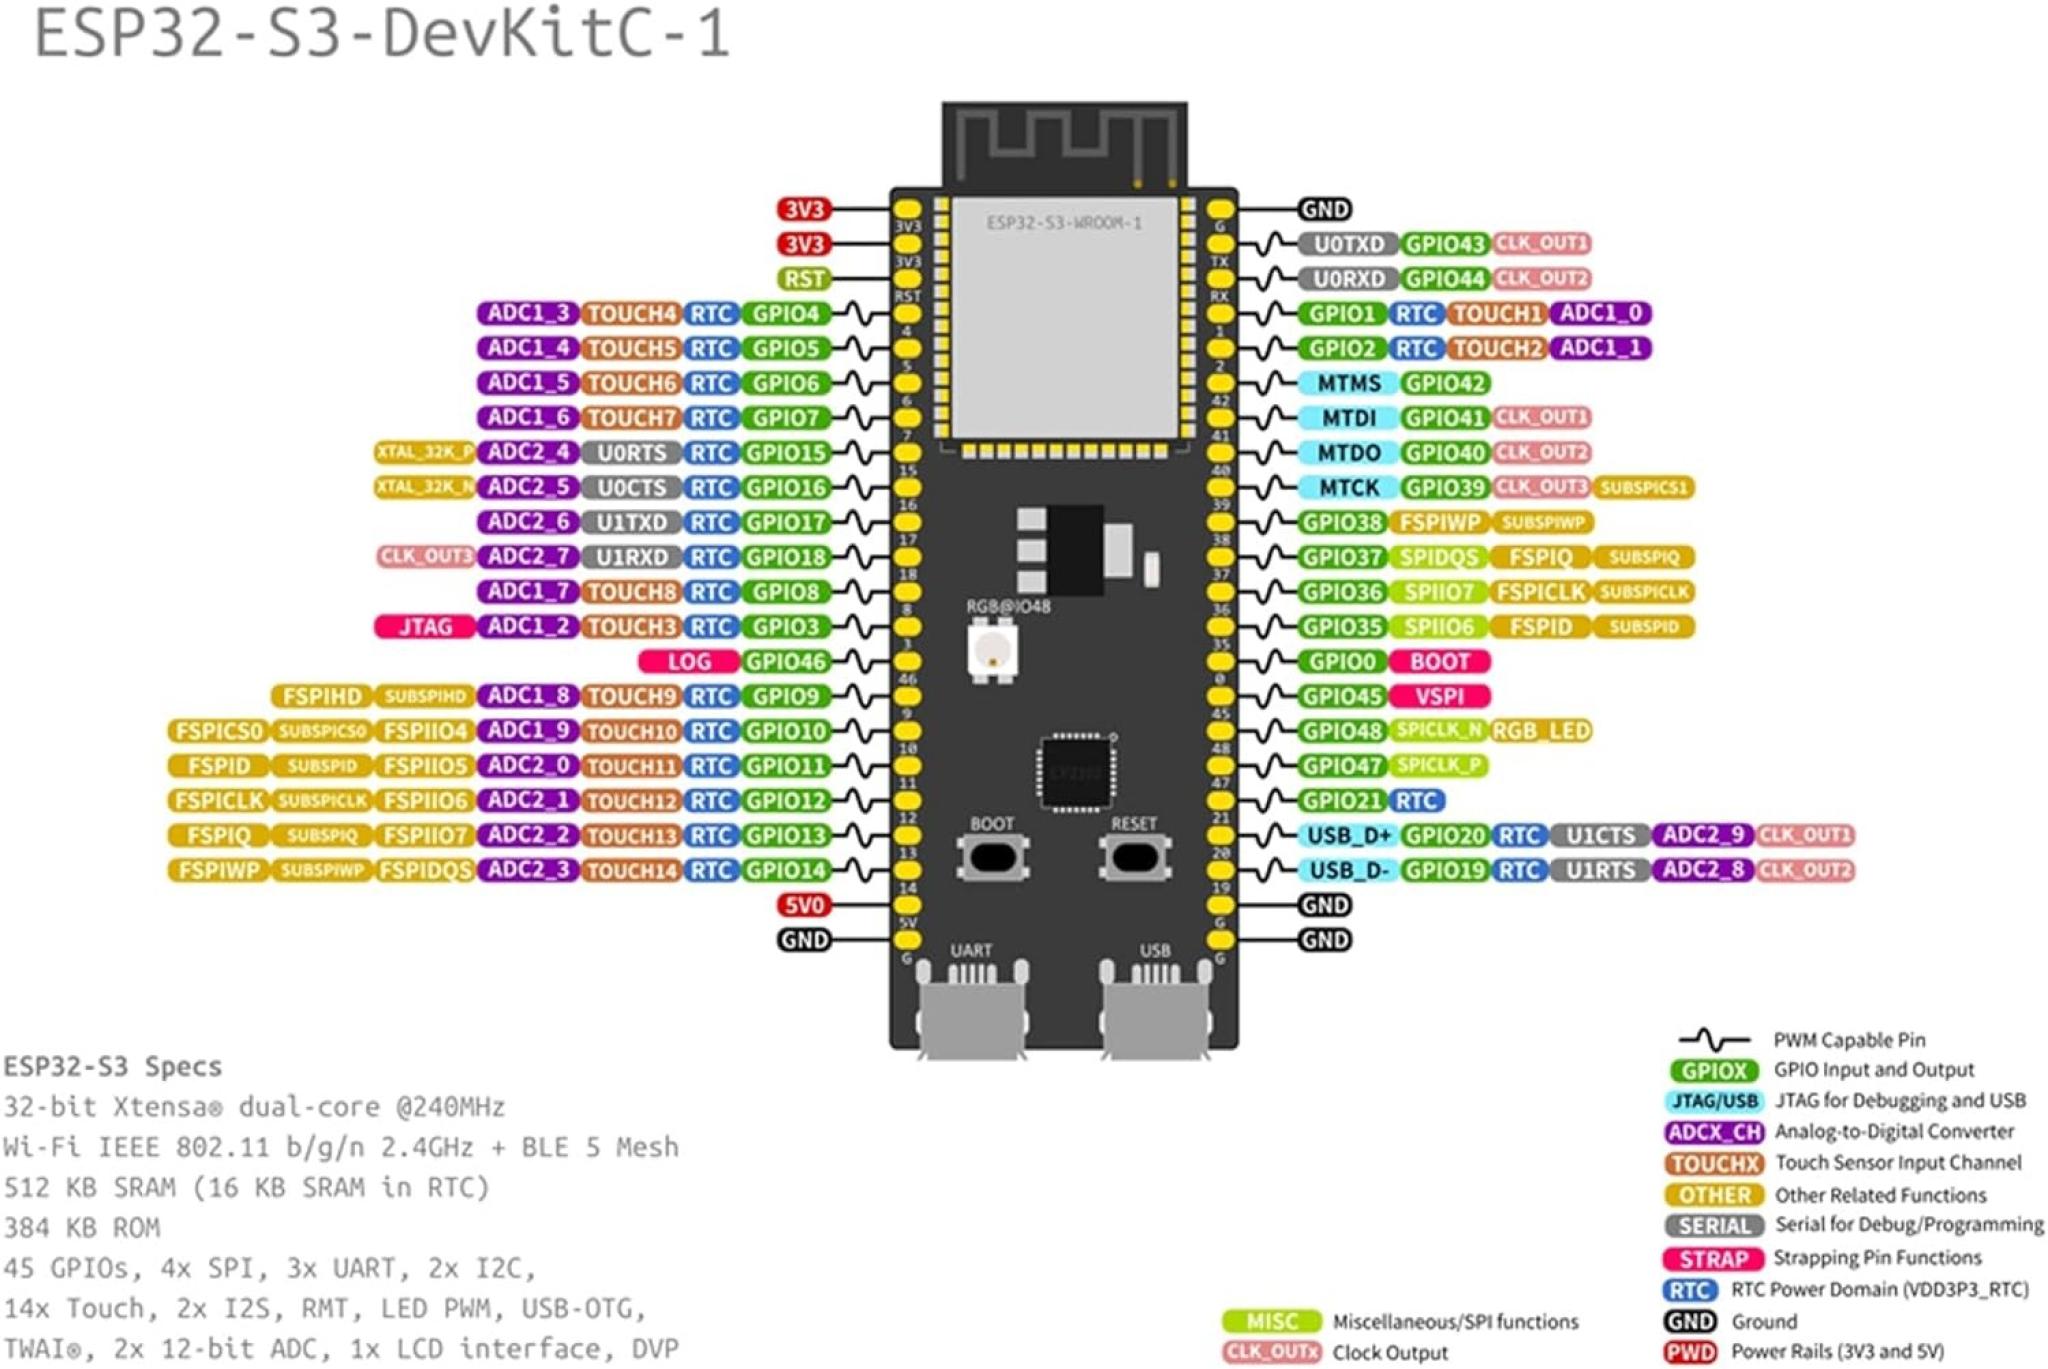 ESP32-S3-DevKitC-1
ESP32-S3-WROOM-1
3V3 3V3 G GND
3V3 3V3 TX U0TXD GPIO43 CLK_OUT1
RST RST RX U0RXD GPIO44 CLK_OUT2
ADC1_3 TOUCH4 RTC GPIO4 4 1 GPIO1 RTC TOUCH1 ADC1_0
ADC1_4 TOUCH5 RTC GPIO5 5 2 GPIO2 RTC TOUCH2 ADC1_1
ADC1_5 TOUCH6 RTC GPIO6 6 42 MTMS GPIO42
ADC1_6 TOUCH7 RTC GPIO7 7 41 MTDI GPIO41 CLK_OUT1
XTAL_32K_P ADC2_4 U0RTS RTC GPIO15 15 40 MTDO GPIO40 CLK_OUT2
XTAL_32K_N ADC2_5 U0CTS RTC GPIO16 16 39 MTCK GPIO39 CLK_OUT3 SUBSPICS1
ADC2_6 U1TXD RTC GPIO17 17 38 GPIO38 FSPIWP SUBSPIWP
CLK_OUT3 ADC2_7 U1RXD RTC GPIO18 18 37 GPIO37 SPIDQS FSPIQ SUBSPIQ
ADC1_7 TOUCH8 RTC GPIO8 8 36 GPIO36 SPIIO7 FSPICLK SUBSPICLK
RGB@IO48
JTAG ADC1_2 TOUCH3 RTC GPIO3 3 35 GPIO35 SPIIO6 FSPID SUBSPID
LOG GPIO46 46 0 GPIO0 BOOT
FSPIHD SUBSPIHD ADC1_8 TOUCH9 RTC GPIO9 9 45 GPIO45 VSPI
FSPICS0 SUBSPICS0 FSPIIO4 ADC1_9 TOUCH10 RTC GPIO10 10 48 GPIO48 SPICLK_N RGB_LED
FSPID SUBSPID FSPIIO5 ADC2_0 TOUCH11 RTC GPIO11 11 47 GPIO47 SPICLK_P
FSPICLK SUBSPICLK FSPIIO6 ADC2_1 TOUCH12 RTC GPIO12 12 21 GPIO21 RTC
BOOT RESET
FSPIQ SUBSPIQ FSPIIO7 ADC2_2 TOUCH13 RTC GPIO13 13 20 USB_D+ GPIO20 RTC U1CTS ADC2_9 CLK_OUT1
FSPIWP SUBSPIWP FSPIDQS ADC2_3 TOUCH14 RTC GPIO14 14 19 USB_D- GPIO19 RTC U1RTS ADC2_8 CLK_OUT2
5V0 5V G GND
GND G G GND
UART USB
ESP32-S3 Specs
32-bit Xtensa® dual-core @240MHz
Wi-Fi IEEE 802.11 b/g/n 2.4GHz + BLE 5 Mesh
512 KB SRAM (16 KB SRAM in RTC)
384 KB ROM
45 GPIOs, 4x SPI, 3x UART, 2x I2C,
14x Touch, 2x I2S, RMT, LED PWM, USB-OTG,
TWAI®, 2x 12-bit ADC, 1x LCD interface, DVP
PWM Capable Pin
GPIOX GPIO Input and Output
JTAG/USB JTAG for Debugging and USB
ADCX_CH Analog-to-Digital Converter
TOUCHX Touch Sensor Input Channel
OTHER Other Related Functions
SERIAL Serial for Debug/Programming
STRAP Strapping Pin Functions
RTC RTC Power Domain (VDD3P3_RTC)
MISC Miscellaneous/SPI functions GND Ground
CLK_OUTx Clock Output PWD Power Rails (3V3 and 5V)